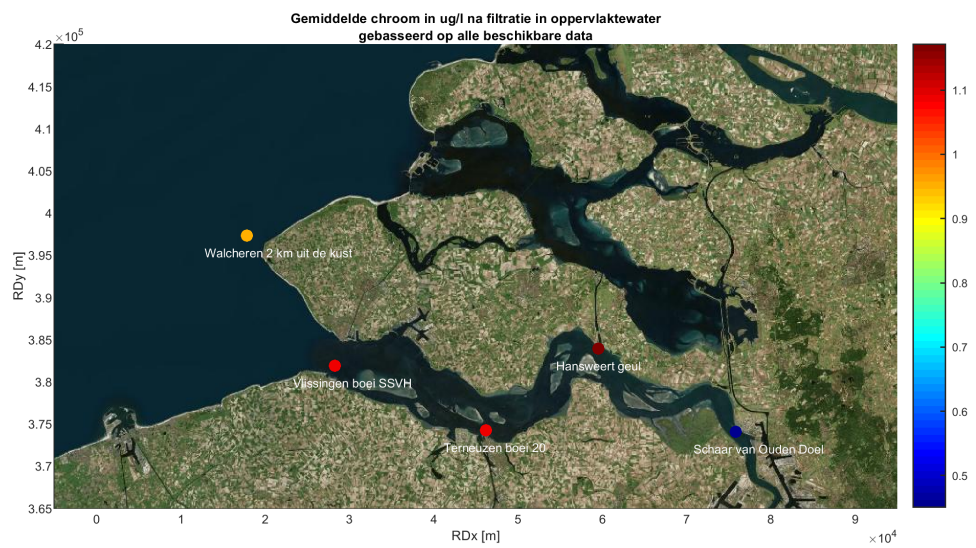 Gemiddelde chroom in ug/l na filtratie in oppervlaktewater
gebasseerd op alle beschikbare data
×10⁵
4.2
4.15
4.1
4.05
4
3.95
3.9
3.85
3.8
3.75
3.7
3.65
RDy [m]
Walcheren 2 km uit de kust
Vlissingen boei SSVH
Hansweert geul
Terneuzen boei 20
Schaar van Ouden Doel
0 1 2 3 4 5 6 7 8 9
×10⁴
RDx [m]
1.1
1
0.9
0.8
0.7
0.6
0.5